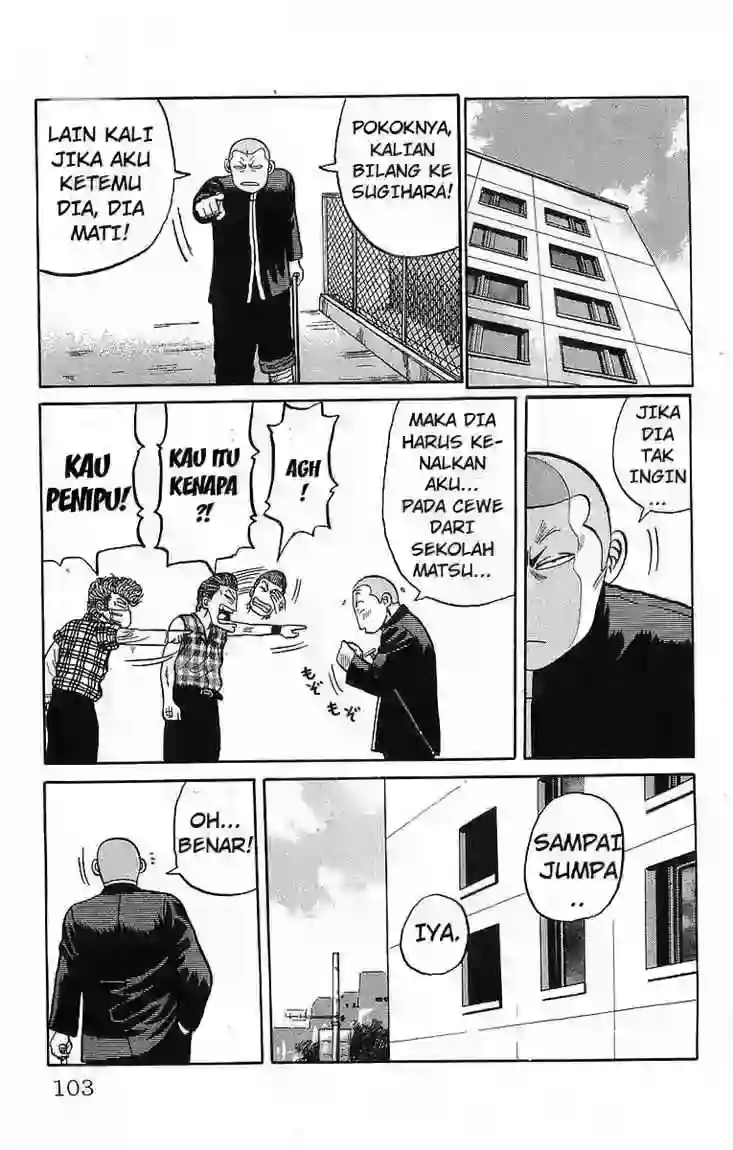 POKOKNYA,
KALIAN
BILANG KE
SUGIHARA!
LAIN KALI
JIKA AKU
KETEMU
DIA, DIA
MATI!
JIKA
DIA
TAK
INGIN
...
MAKA DIA
HARUS KE-
NALKAN
AKU...
PADA CEWE
DARI
SEKOLAH
MATSU...
AGH
!
KAU ITU
KENAPA
?!
KAU
PENIPU!
もぞ
もぞ
SAMPAI
JUMPA
..
IYA.
OH...
BENAR!
103